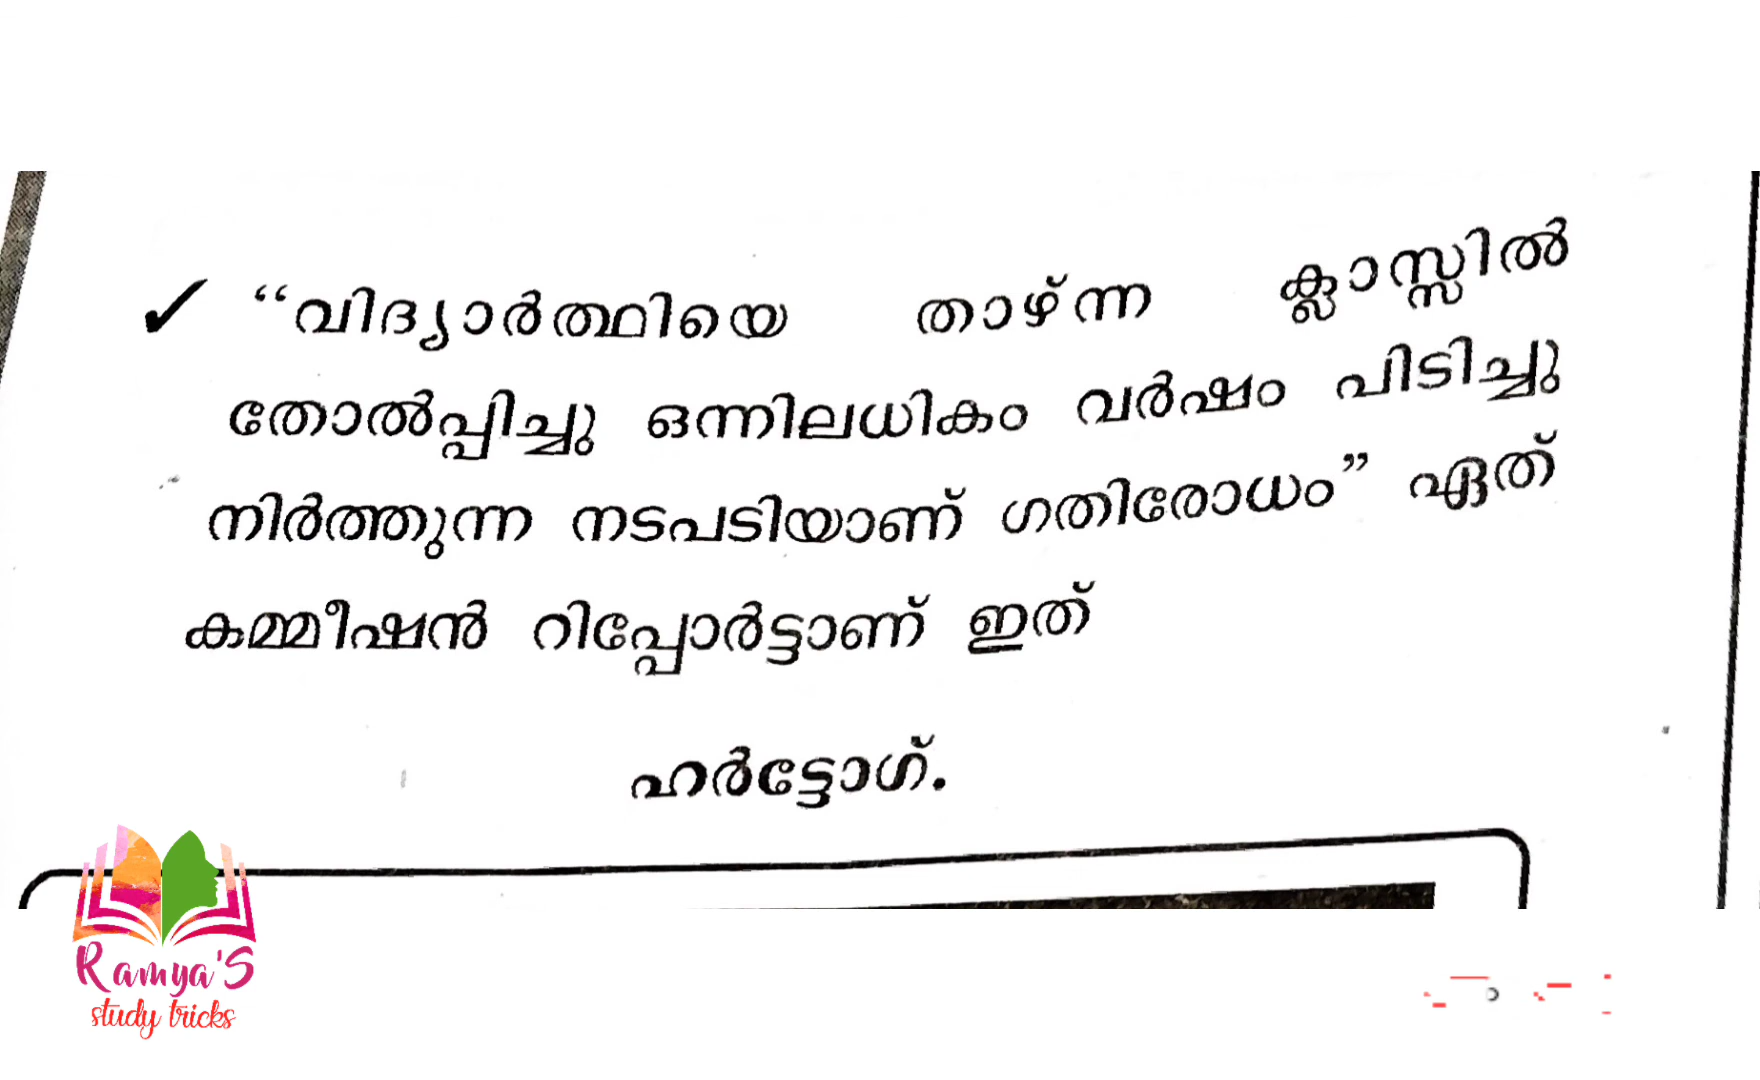 ✓ “വിദ്യാർത്ഥിയെ താഴ്ന്ന ക്ലാസ്സിൽ
തോൽപ്പിച്ചു ഒന്നിലധികം വർഷം പിടിച്ചു
നിർത്തുന്ന നടപടിയാണ് ഗതിരോധം” ഏത്
കമ്മീഷൻ റിപ്പോർട്ടാണ് ഇത്
ഹർട്ടോഗ്.
Ramya'S
study tricks